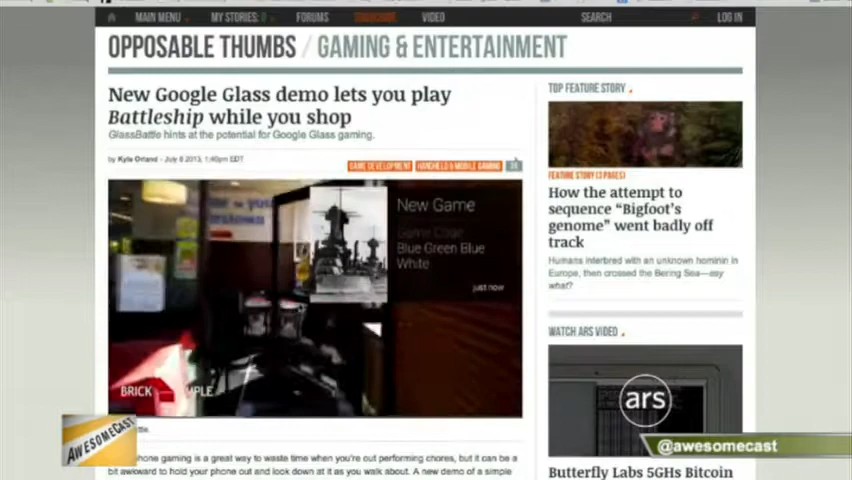 MAIN MENU MY STORIES: FORUMS SUBSCRIBE VIDEO SEARCH LOG IN
OPPOSABLE THUMBS / GAMING & ENTERTAINMENT
New Google Glass demo lets you play
Battleship while you shop
GlassBattle hints at the potential for Google Glass gaming.
by Kyle Orland - July 8 2013, 1:40pm EDT
GAME DEVELOPMENT HANDHELD & MOBILE GAMING
New Game
Game Code
Blue Green Blue
White
just now
BRICK
phone gaming is a great way to waste time when you're out performing chores, but it can be a
bit awkward to hold your phone out and look down at it as you walk about. A new demo of a simple
TOP FEATURE STORY
FEATURE STORY (3 PAGES)
How the attempt to
sequence "Bigfoot's
genome" went badly off
track
Humans interbred with an unknown hominin in
Europe, then crossed the Bering Sea—say
what?
WATCH ARS VIDEO
ars
Butterfly Labs 5GHs Bitcoin
AWESOMECAST
@awesomecast